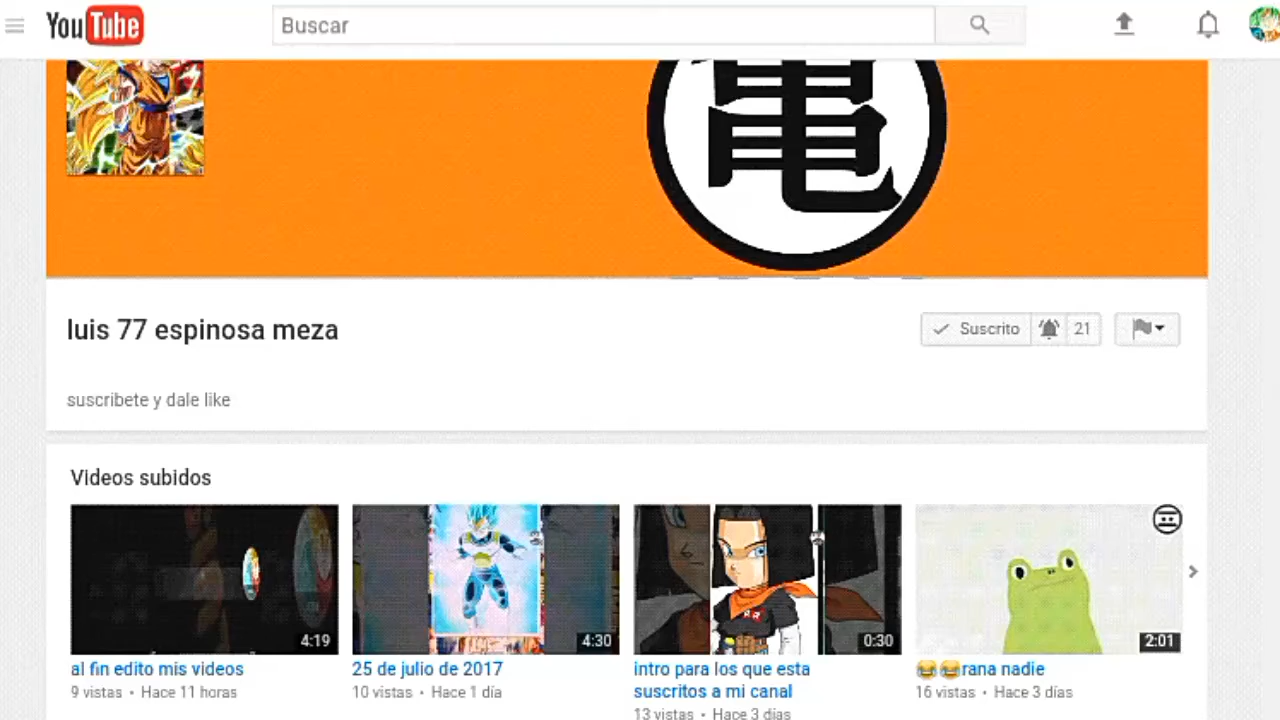 YouTube
Buscar
亀
luis 77 espinosa meza
Suscrito 21
suscribete y dale like
Videos subidos
4:19
4:30
0:30
2:01
al fin edito mis videos
9 vistas • Hace 11 horas
25 de julio de 2017
10 vistas • Hace 1 día
intro para los que esta
suscritos a mi canal
13 vistas • Hace 3 días
😂😂rana nadie
16 vistas • Hace 3 días